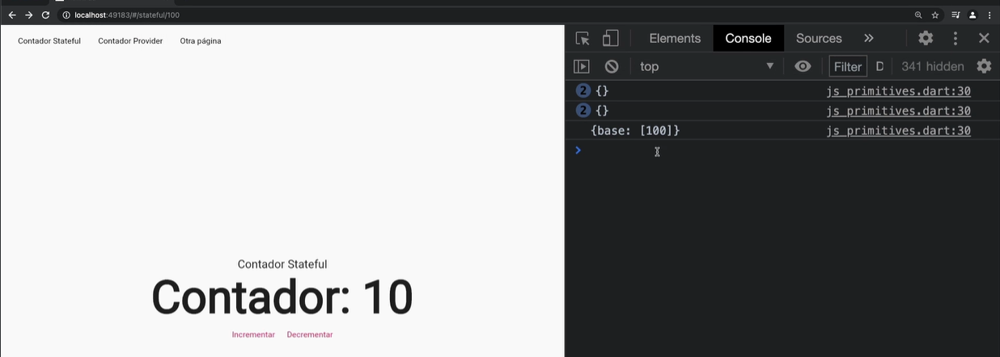 localhost:49183/#/stateful/100
Contador Stateful Contador Provider Otra página
Contador Stateful
Contador: 10
Incrementar Decrementar
Elements Console Sources
top Filter D 341 hidden
2 {} js_primitives.dart:30
2 {} js_primitives.dart:30
{base: [100]} js_primitives.dart:30